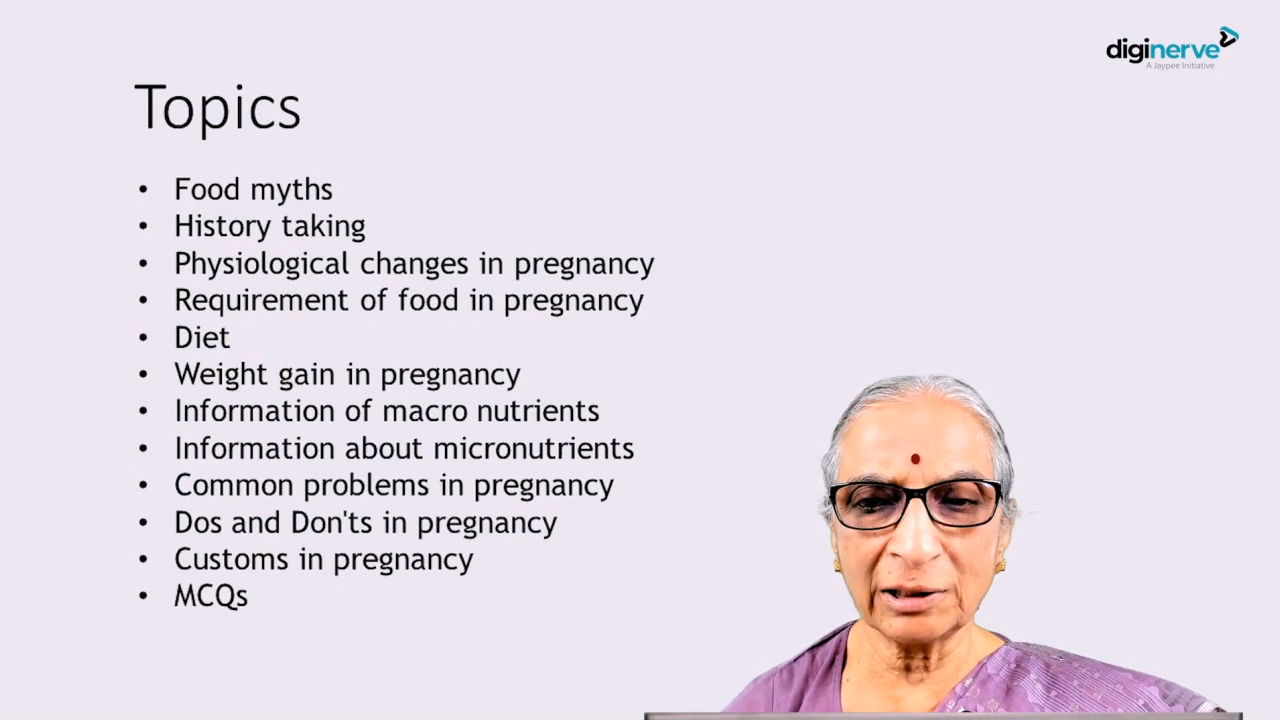 diginerve
A Jaypee Initiative
Topics
• Food myths
• History taking
• Physiological changes in pregnancy
• Requirement of food in pregnancy
• Diet
• Weight gain in pregnancy
• Information of macro nutrients
• Information about micronutrients
• Common problems in pregnancy
• Dos and Don'ts in pregnancy
• Customs in pregnancy
• MCQs